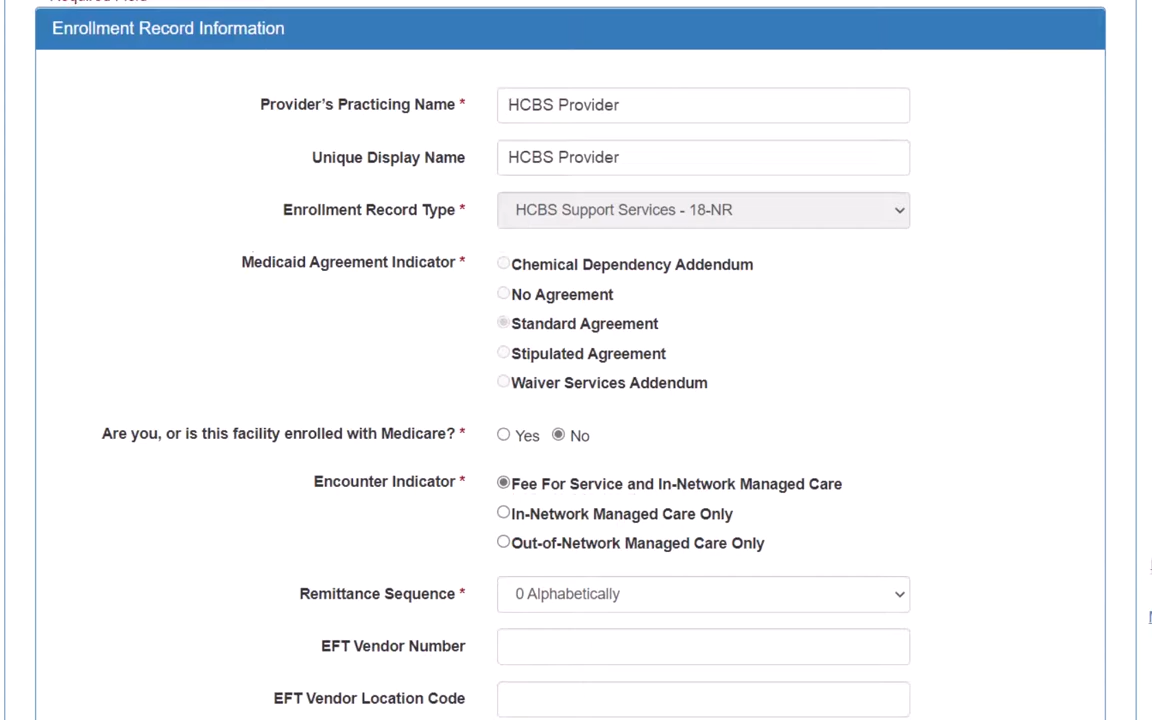 Enrollment Record Information
Provider's Practicing Name * HCBS Provider
Unique Display Name HCBS Provider
Enrollment Record Type * HCBS Support Services - 18-NR
Medicaid Agreement Indicator * Chemical Dependency Addendum
No Agreement
Standard Agreement
Stipulated Agreement
Waiver Services Addendum
Are you, or is this facility enrolled with Medicare? * Yes No
Encounter Indicator * Fee For Service and In-Network Managed Care
In-Network Managed Care Only
Out-of-Network Managed Care Only
Remittance Sequence * 0 Alphabetically
EFT Vendor Number
EFT Vendor Location Code